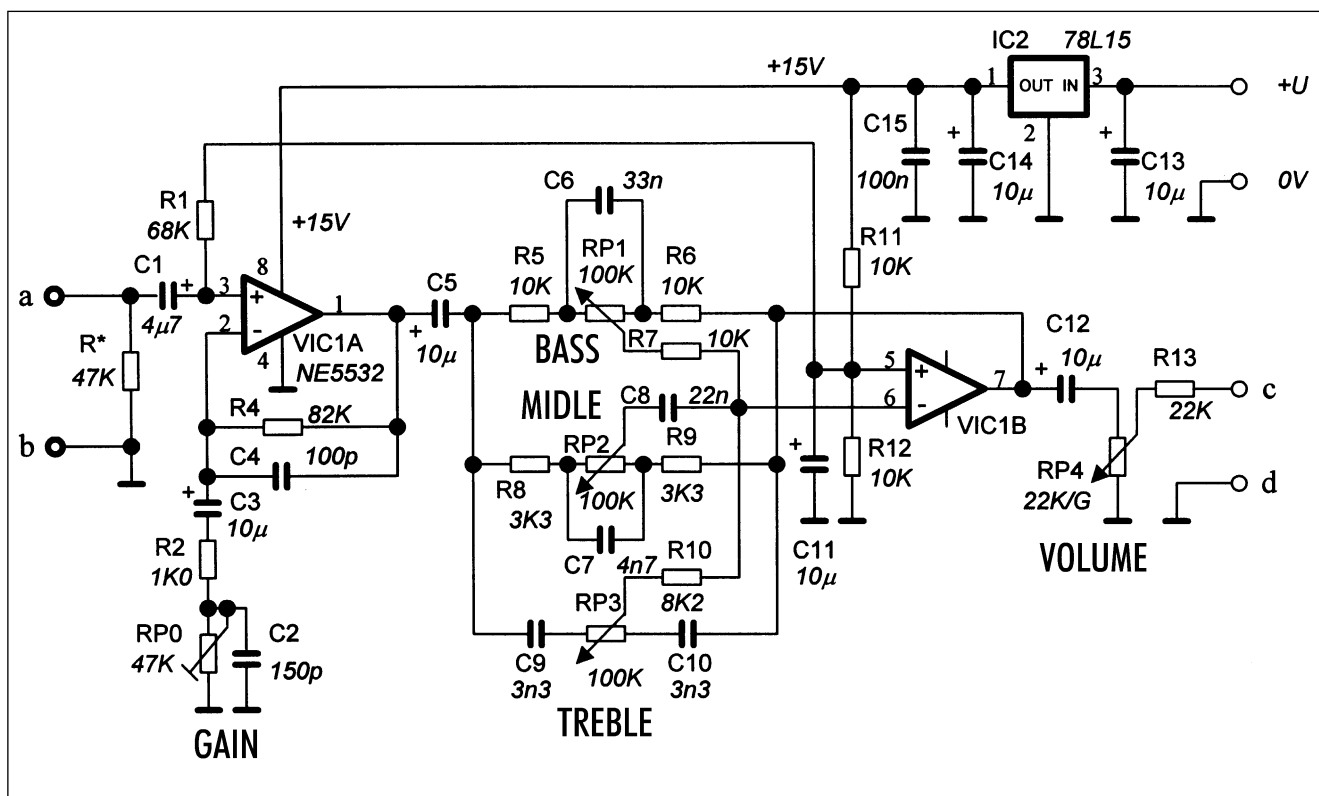 IC2 78L15
+15V
1 OUT IN 3 +U
2
C15
100n
+ C14
10µ
+ C13
10µ
0V
R1
68K
+15V
C6 33n
R5
10K
RP1
100K
R6
10K
R11
10K
a
C1
+
4µ7
3 + 8
2 - 1
4
VIC1A
NE5532
C5
+
10µ
BASS
R7 10K
R*
47K
MIDLE
C8 22n
5 +
6 - 7
VIC1B
C12
+ 10µ
R13
22K
c
b
R4 82K
C4 100p
+ C3
10µ
R8
3K3
RP2
100K
R9
3K3
C7
4n7
+
C11
10µ
R12
10K
RP4
22K/G
d
VOLUME
R2
1K0
R10
8K2
RP0
47K
C2
150p
C9
3n3
RP3
100K
C10
3n3
GAIN
TREBLE